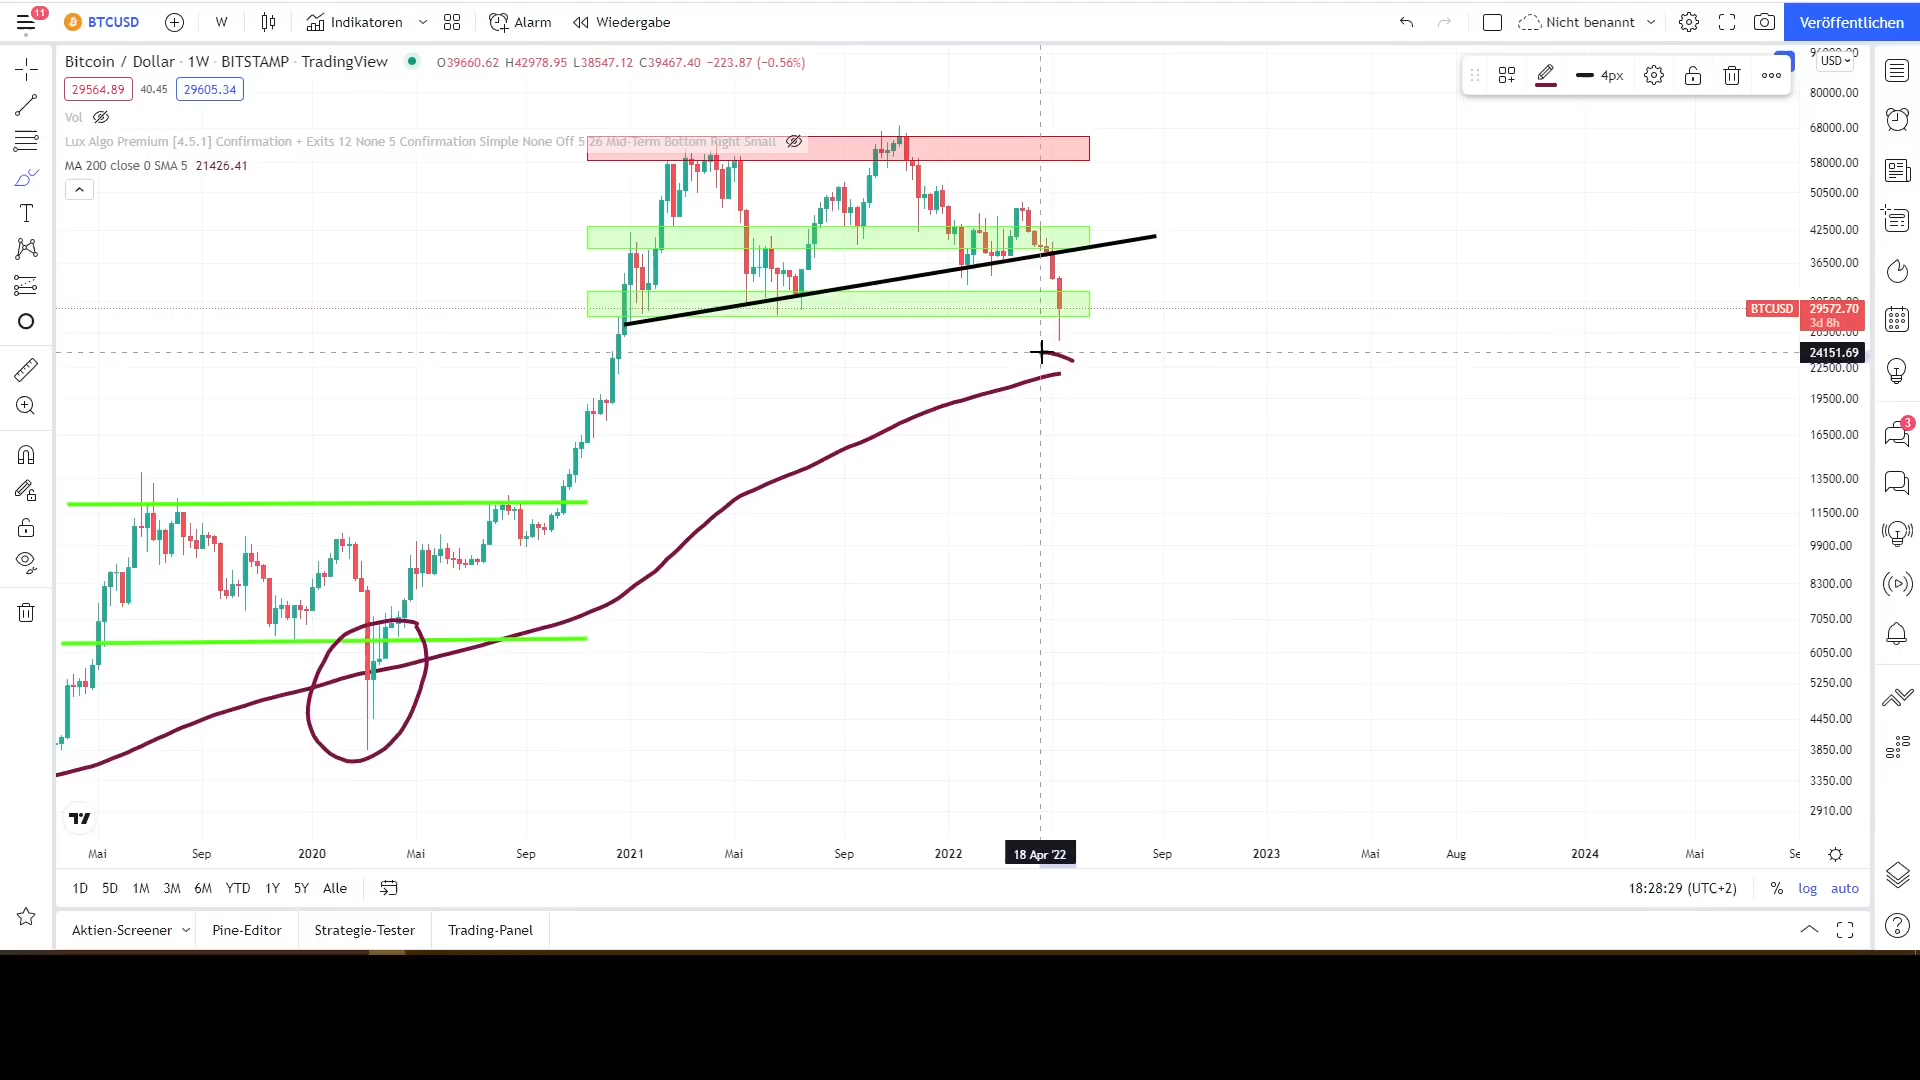 11
BTCUSD
W
Indikatoren
Alarm
Wiedergabe
Nicht benannt
Veröffentlichen
Bitcoin / Dollar · 1W · BITSTAMP · TradingView
O39660.62 H42978.95 L38547.12 C39467.40 −223.87 (−0.56%)
29564.89 40.45 29605.34
Vol
Lux Algo Premium [4.5.1] Confirmation + Exits 12 None 5 Confirmation Simple None Off 5 26 Mid-Term Bottom Right Small
MA 200 close 0 SMA 5 21426.41
4px
USD
80000.00
68000.00
58000.00
50500.00
42500.00
36500.00
BTCUSD 29572.70
3d 8h
24151.69
22500.00
19500.00
16500.00
13500.00
11500.00
9900.00
8300.00
7050.00
6050.00
5250.00
4450.00
3850.00
3350.00
2910.00
3
Mai Sep 2020 Mai Sep 2021 Mai Sep 2022 18 Apr '22 Sep 2023 Mai Aug 2024 Mai
1D 5D 1M 3M 6M YTD 1Y 5Y Alle
18:28:29 (UTC+2) % log auto
Aktien-Screener Pine-Editor Strategie-Tester Trading-Panel